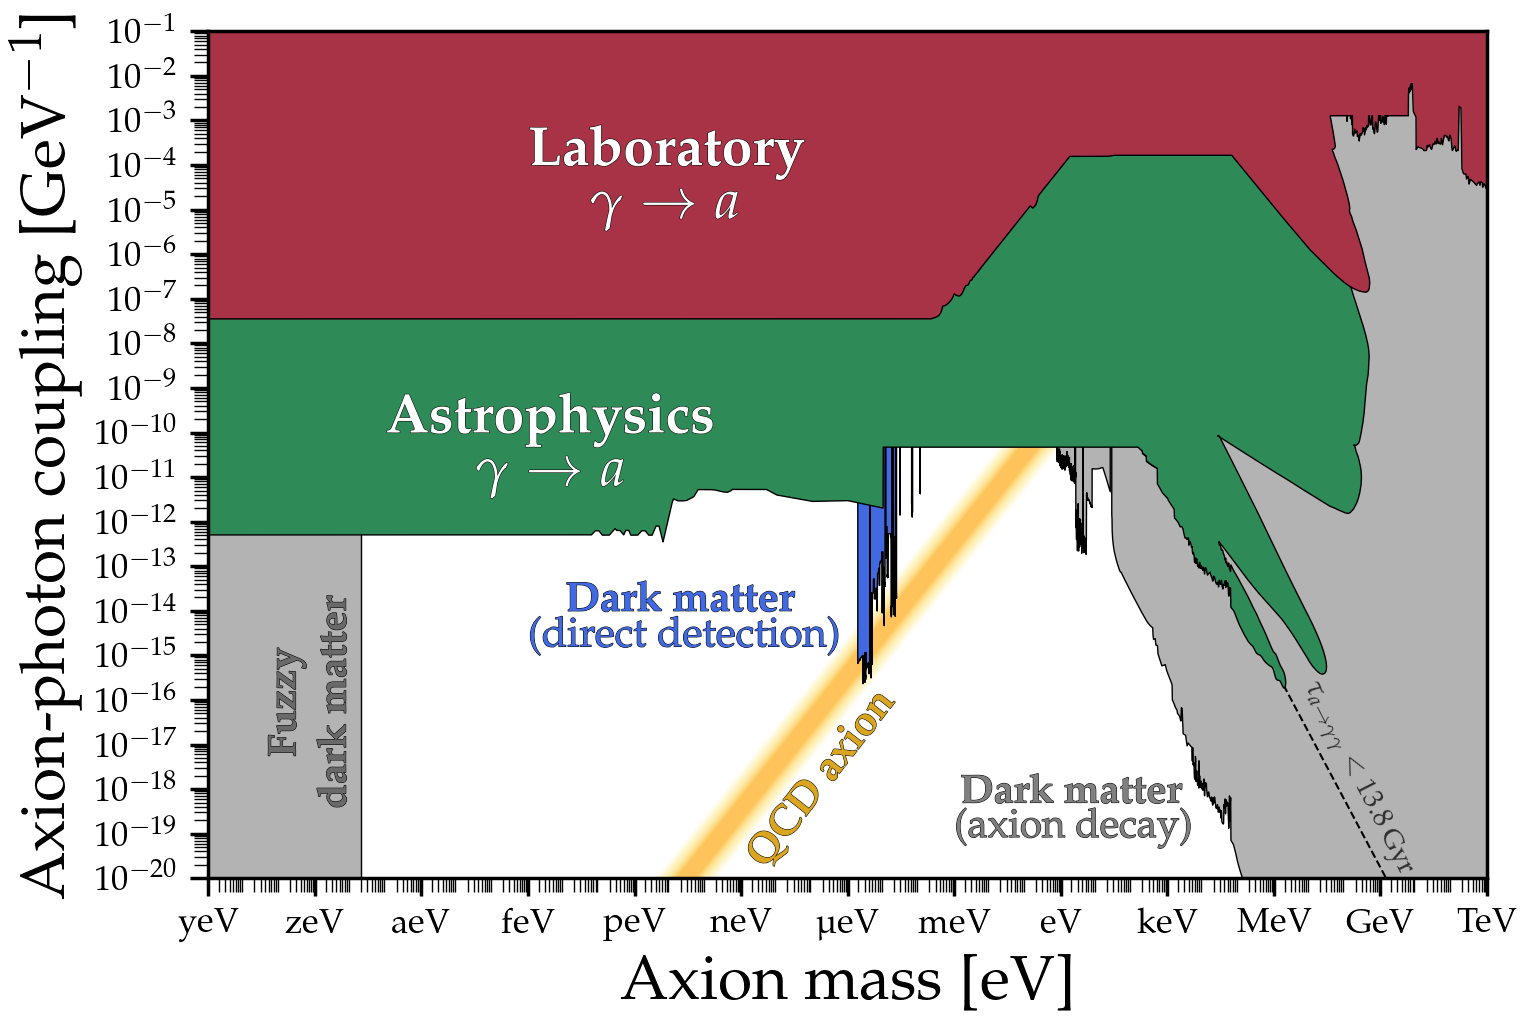 Axion-photon coupling [GeV⁻¹]
10⁻¹
10⁻²
10⁻³
10⁻⁴
10⁻⁵
10⁻⁶
10⁻⁷
10⁻⁸
10⁻⁹
10⁻¹⁰
10⁻¹¹
10⁻¹²
10⁻¹³
10⁻¹⁴
10⁻¹⁵
10⁻¹⁶
10⁻¹⁷
10⁻¹⁸
10⁻¹⁹
10⁻²⁰
Laboratory
γ → a
Astrophysics
γ → a
Dark matter
(direct detection)
Fuzzy
dark matter
QCD axion
Dark matter
(axion decay)
τₐ→γγ < 13.8 Gyr
yeV zeV aeV feV peV neV µeV meV eV keV MeV GeV TeV
Axion mass [eV]